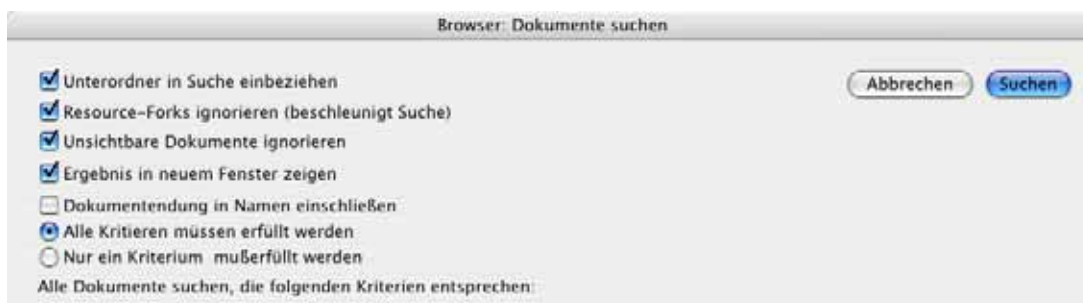 Browser: Dokumente suchen
Unterordner in Suche einbeziehen
Abbrechen Suchen
Resource-Forks ignorieren (beschleunigt Suche)
Unsichtbare Dokumente ignorieren
Ergebnis in neuem Fenster zeigen
Dokumentendung in Namen einschließen
Alle Kritieren müssen erfüllt werden
Nur ein Kriterium mußerfüllt werden
Alle Dokumente suchen, die folgenden Kriterien entsprechen: